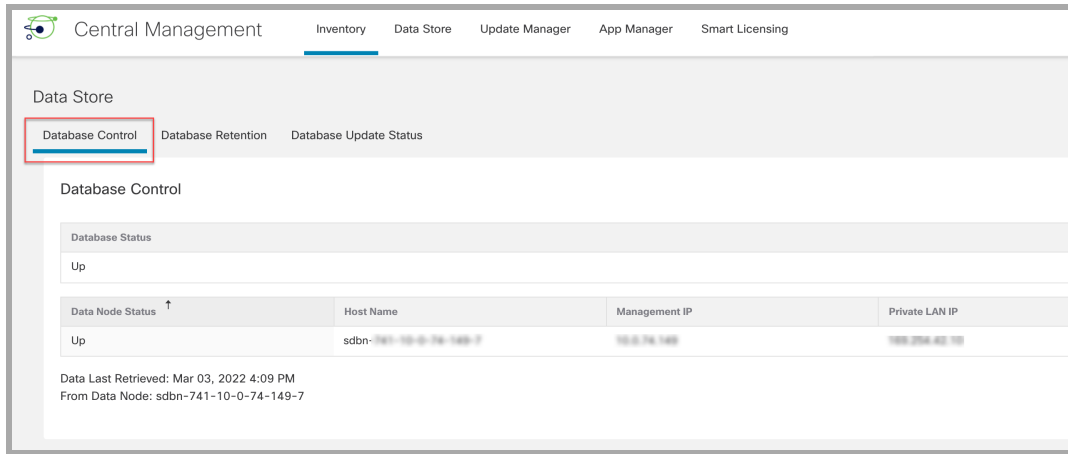 Central Management Inventory Data Store Update Manager App Manager Smart Licensing
Data Store
Database Control Database Retention Database Update Status
Database Control
Database Status
Up
Data Node Status ↑ Host Name Management IP Private LAN IP
Up sdbn-
Data Last Retrieved: Mar 03, 2022 4:09 PM
From Data Node: sdbn-741-10-0-74-149-7